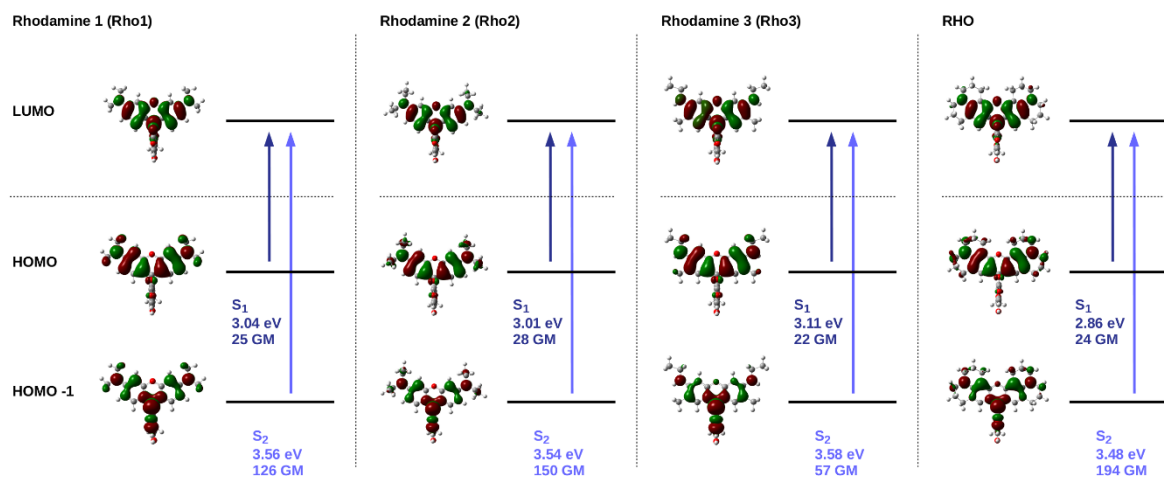 Rhodamine 1 (Rho1)
Rhodamine 2 (Rho2)
Rhodamine 3 (Rho3)
RHO
LUMO
HOMO
HOMO -1
S1
3.04 eV
25 GM
S2
3.56 eV
126 GM
S1
3.01 eV
28 GM
S2
3.54 eV
150 GM
S1
3.11 eV
22 GM
S2
3.58 eV
57 GM
S1
2.86 eV
24 GM
S2
3.48 eV
194 GM